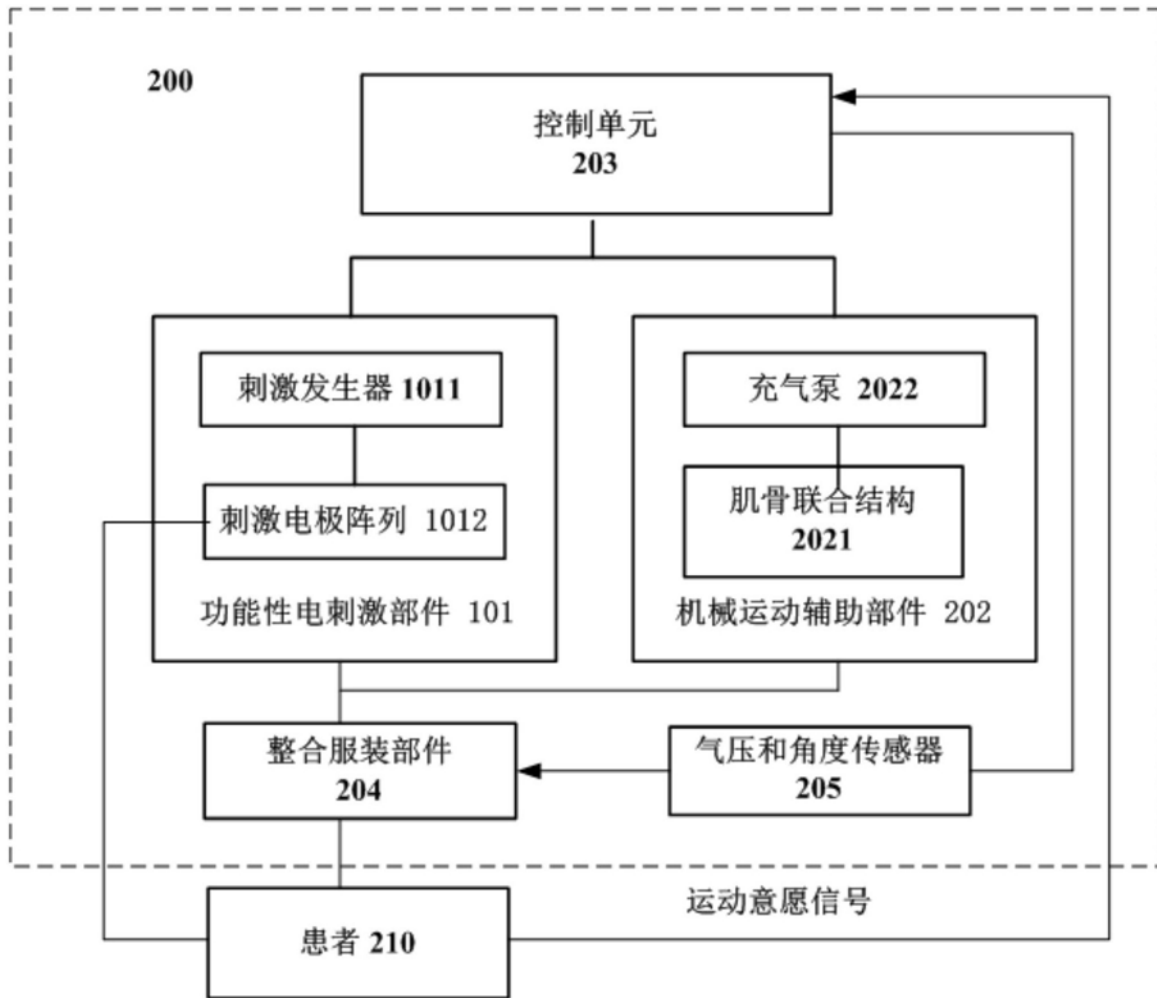 200
控制单元
203
刺激发生器 1011
充气泵 2022
刺激电极阵列 1012
肌骨联合结构
2021
功能性电刺激部件 101
机械运动辅助部件 202
整合服装部件
204
气压和角度传感器
205
运动意愿信号
患者 210